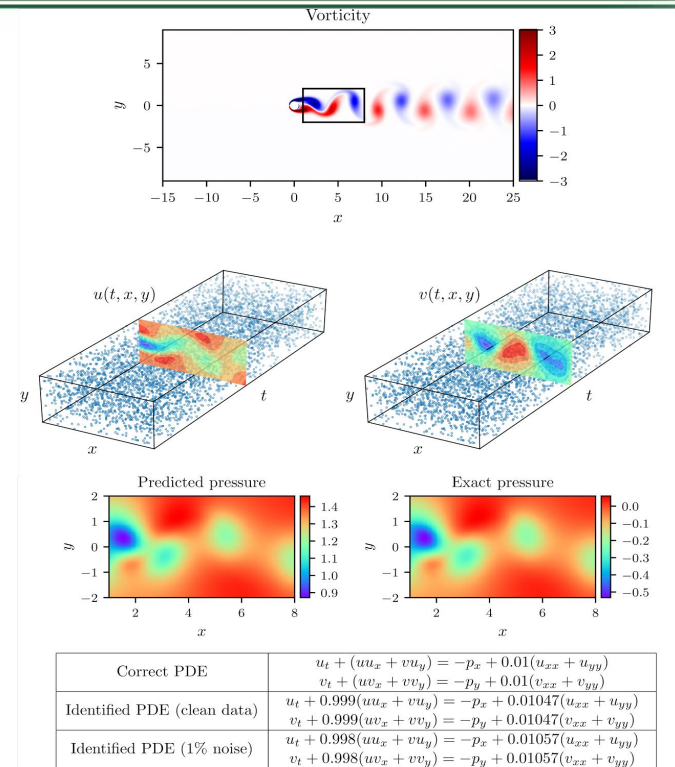 Vorticity
5
0
−5
y
−15 −10 −5 0 5 10 15 20 25
x
3
2
1
0
−1
−2
−3
u(t, x, y)
y
x
t
v(t, x, y)
y
x
t
Predicted pressure
2
1
0
−1
−2
y
2 4 6 8
x
1.4
1.3
1.2
1.1
1.0
0.9
Exact pressure
2
1
0
−1
−2
y
2 4 6 8
x
0.0
−0.1
−0.2
−0.3
−0.4
−0.5
Correct PDE
u_t + (uu_x + vu_y) = −p_x + 0.01(u_xx + u_yy)
v_t + (uv_x + vv_y) = −p_y + 0.01(v_xx + v_yy)
Identified PDE (clean data)
u_t + 0.999(uu_x + vu_y) = −p_x + 0.01047(u_xx + u_yy)
v_t + 0.999(uv_x + vv_y) = −p_y + 0.01047(v_xx + v_yy)
Identified PDE (1% noise)
u_t + 0.998(uu_x + vu_y) = −p_x + 0.01057(u_xx + u_yy)
v_t + 0.998(uv_x + vv_y) = −p_y + 0.01057(v_xx + v_yy)